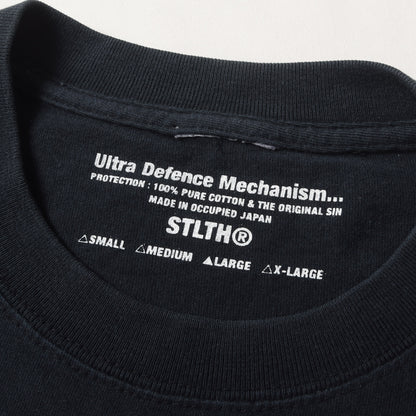 Ultra Defence Mechanism...
PROTECTION : 100% PURE COTTON & THE ORIGINAL SIN
MADE IN OCCUPIED JAPAN
STLTH®
△SMALL △MEDIUM ▲LARGE △X-LARGE